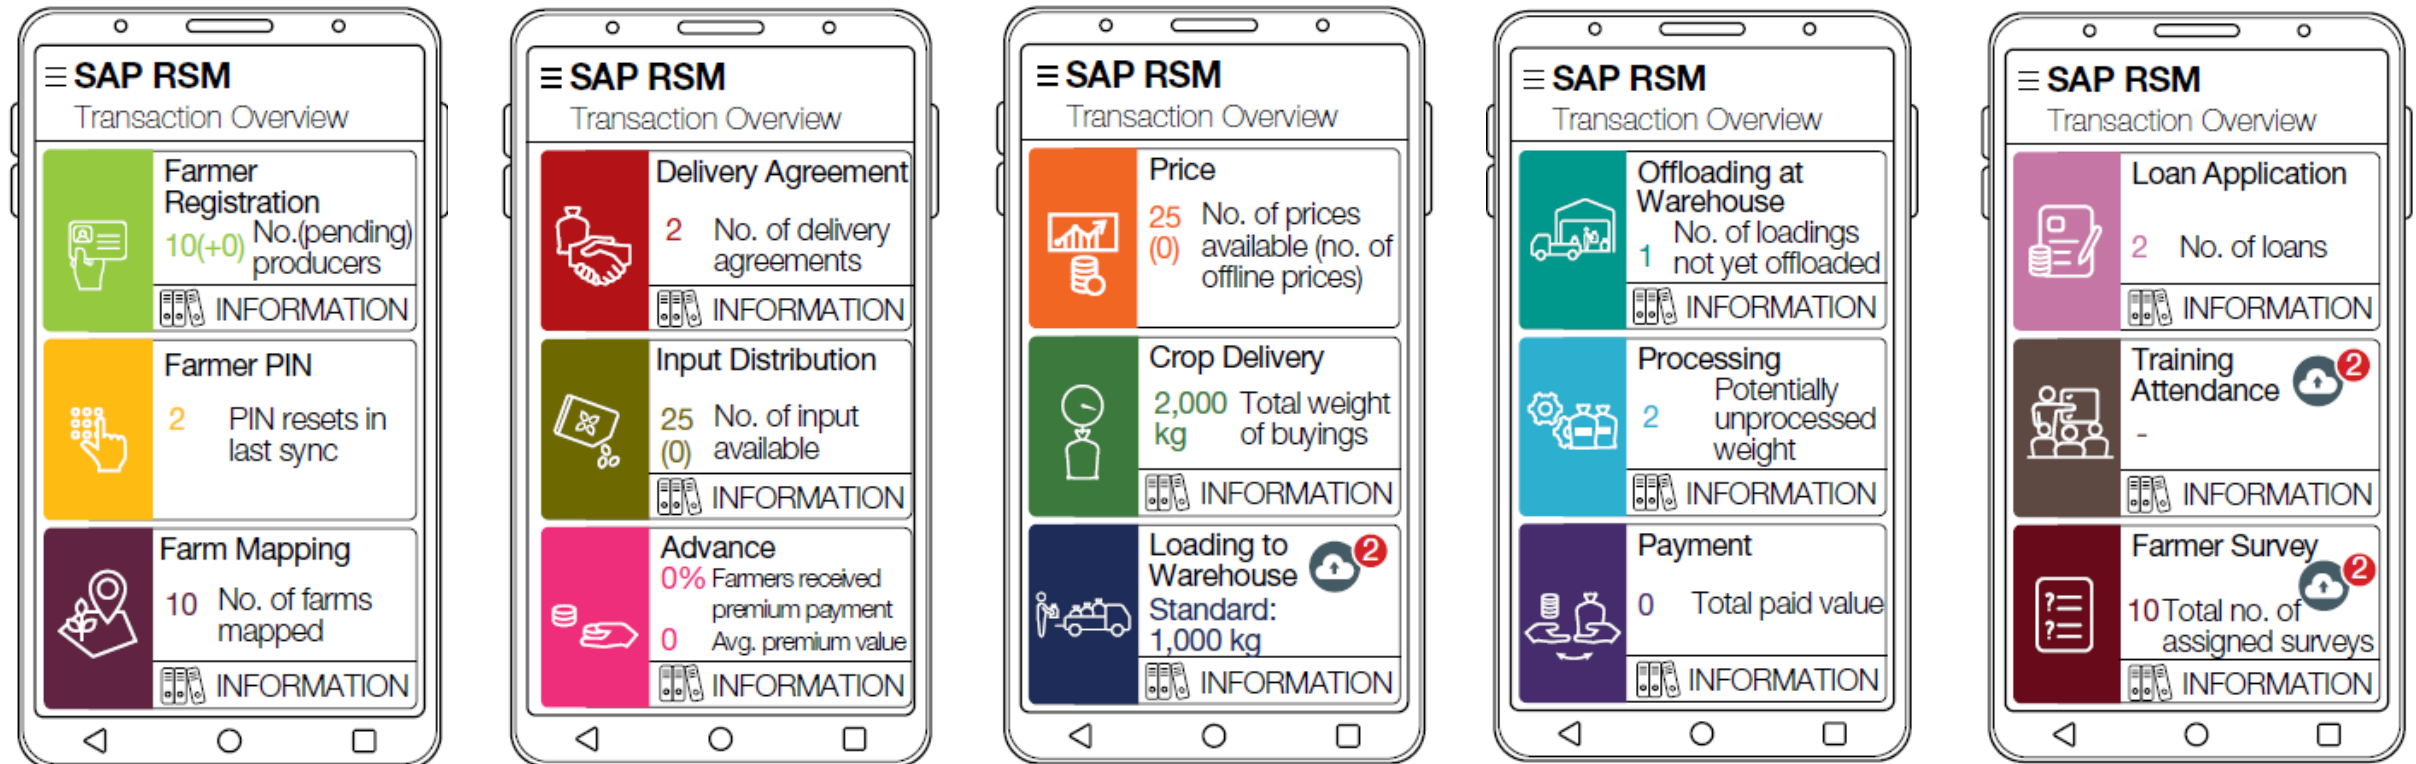 SAP RSM
Transaction Overview
Farmer
Registration
10(+0) No.(pending)
producers
INFORMATION
Farmer PIN
2 PIN resets in
last sync
Farm Mapping
10 No. of farms
mapped
INFORMATION
SAP RSM
Transaction Overview
Delivery Agreement
2 No. of delivery
agreements
INFORMATION
Input Distribution
25 No. of input
(0) available
INFORMATION
Advance
0% Farmers received
premium payment
0 Avg. premium value
INFORMATION
SAP RSM
Transaction Overview
Price
25 No. of prices
(0) available (no. of
offline prices)
Crop Delivery
2,000 Total weight
kg of buyings
INFORMATION
Loading to
Warehouse
2
Standard:
1,000 kg
INFORMATION
SAP RSM
Transaction Overview
Offloading at
Warehouse
No. of loadings
1 not yet offloaded
INFORMATION
Processing
Potentially
2 unprocessed
weight
INFORMATION
Payment
0 Total paid value
INFORMATION
SAP RSM
Transaction Overview
Loan Application
2 No. of loans
INFORMATION
Training
Attendance
2
-
INFORMATION
Farmer Survey
2
10 Total no. of
assigned surveys
?
?
INFORMATION